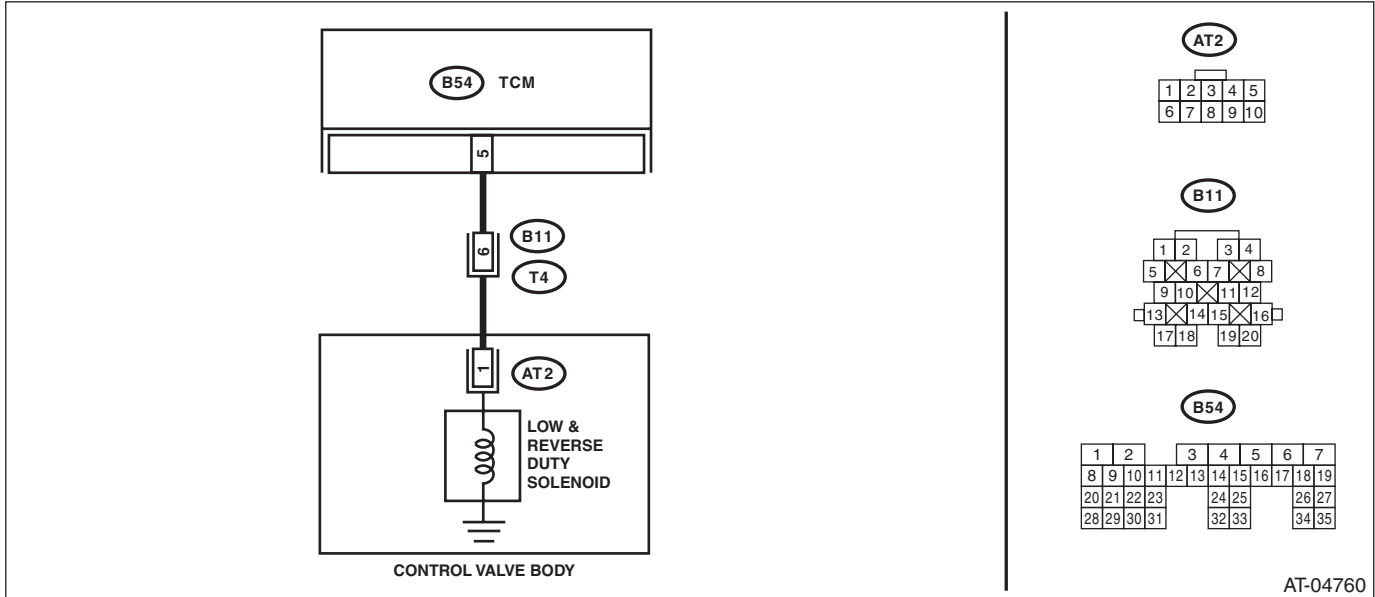 B54 TCM
5
6
B11
T4
1
AT2
LOW &
REVERSE
DUTY
SOLENOID
CONTROL VALVE BODY
AT2
1 2 3 4 5
6 7 8 9 10
B11
1 2 3 4
5 6 7 8
9 10 11 12
13 14 15 16
17 18 19 20
B54
1 2 3 4 5 6 7
8 9 10 11 12 13 14 15 16 17 18 19
20 21 22 23 24 25 26 27
28 29 30 31 32 33 34 35
AT-04760